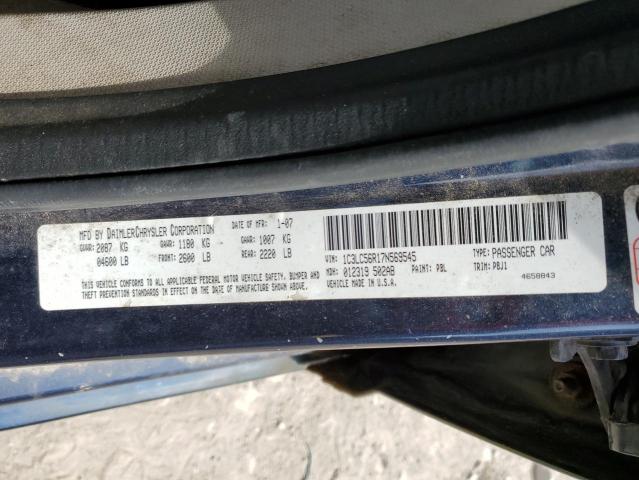 MFD BY DAIMLERCHRYSLER CORPORATION DATE OF MFR: 1-07
GVWR: 2087 KG GAWR: 1180 KG GAWR: 1007 KG
04600 LB FRONT: 2600 LB REAR: 2220 LB
THIS VEHICLE CONFORMS TO ALL APPLICABLE FEDERAL MOTOR VEHICLE SAFETY, BUMPER AND
THEFT PREVENTION STANDARDS IN EFFECT ON THE DATE OF MANUFACTURE SHOWN ABOVE.
VIN: 1C3LC56R17N569545 TYPE: PASSENGER CAR
MDH: 012319 502AB PAINT: PBL TRIM: PBJ1
VEHICLE MADE IN U.S.A. 4658843